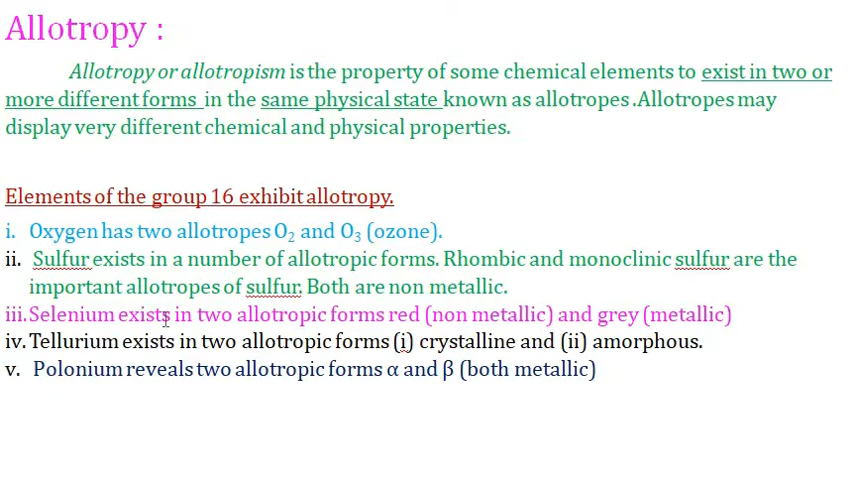 Allotropy :
Allotropy or allotropism is the property of some chemical elements to exist in two or
more different forms in the same physical state known as allotropes .Allotropes may
display very different chemical and physical properties.
Elements of the group 16 exhibit allotropy.
i. Oxygen has two allotropes O₂ and O₃ (ozone).
ii. Sulfur exists in a number of allotropic forms. Rhombic and monoclinic sulfur are the
important allotropes of sulfur. Both are non metallic.
iii. Selenium exists in two allotropic forms red (non metallic) and grey (metallic)
iv. Tellurium exists in two allotropic forms (i) crystalline and (ii) amorphous.
v. Polonium reveals two allotropic forms α and β (both metallic)